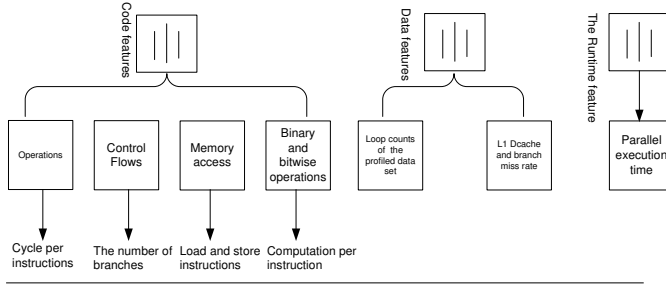 Code features
Data features
The Runtime feature
Operations
Control
Flows
Memory
access
Binary
and
bitwise
operations
Loop counts
of the
profiled data
set
L1 Dcache
and branch
miss rate
Parallel
execution
time
Cycle per
instructions
The number of
branches
Load and store
instructions
Computation per
instruction